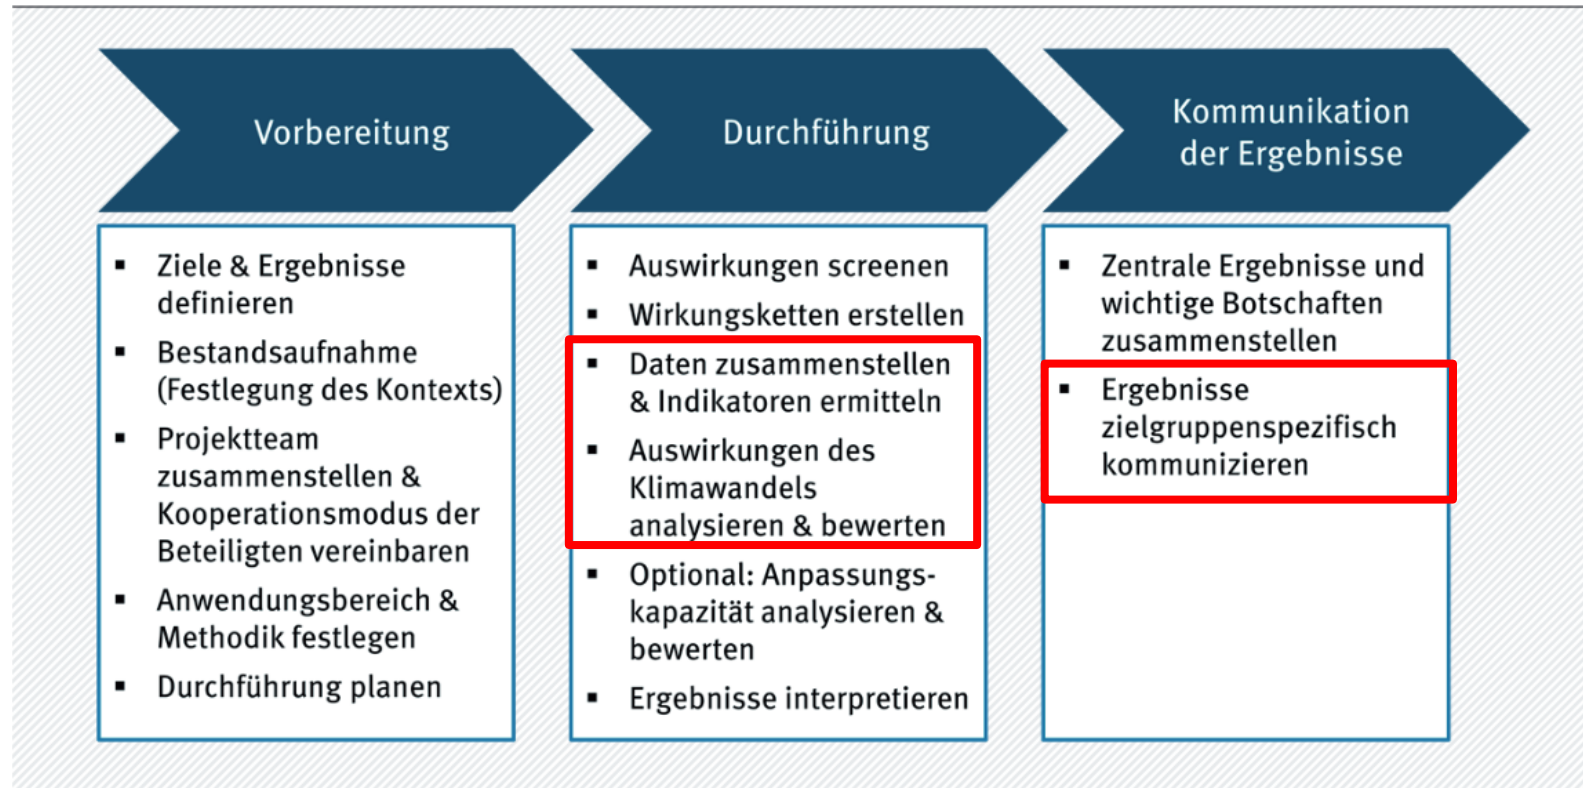 Vorbereitung
▪ Ziele & Ergebnisse
definieren
▪ Bestandsaufnahme
(Festlegung des Kontexts)
▪ Projektteam
zusammenstellen &
Kooperationsmodus der
Beteiligten vereinbaren
▪ Anwendungsbereich &
Methodik festlegen
▪ Durchführung planen
Durchführung
▪ Auswirkungen screenen
▪ Wirkungsketten erstellen
▪ Daten zusammenstellen
& Indikatoren ermitteln
▪ Auswirkungen des
Klimawandels
analysieren & bewerten
▪ Optional: Anpassungs-
kapazität analysieren &
bewerten
▪ Ergebnisse interpretieren
Kommunikation
der Ergebnisse
▪ Zentrale Ergebnisse und
wichtige Botschaften
zusammenstellen
▪ Ergebnisse
zielgruppenspezifisch
kommunizieren